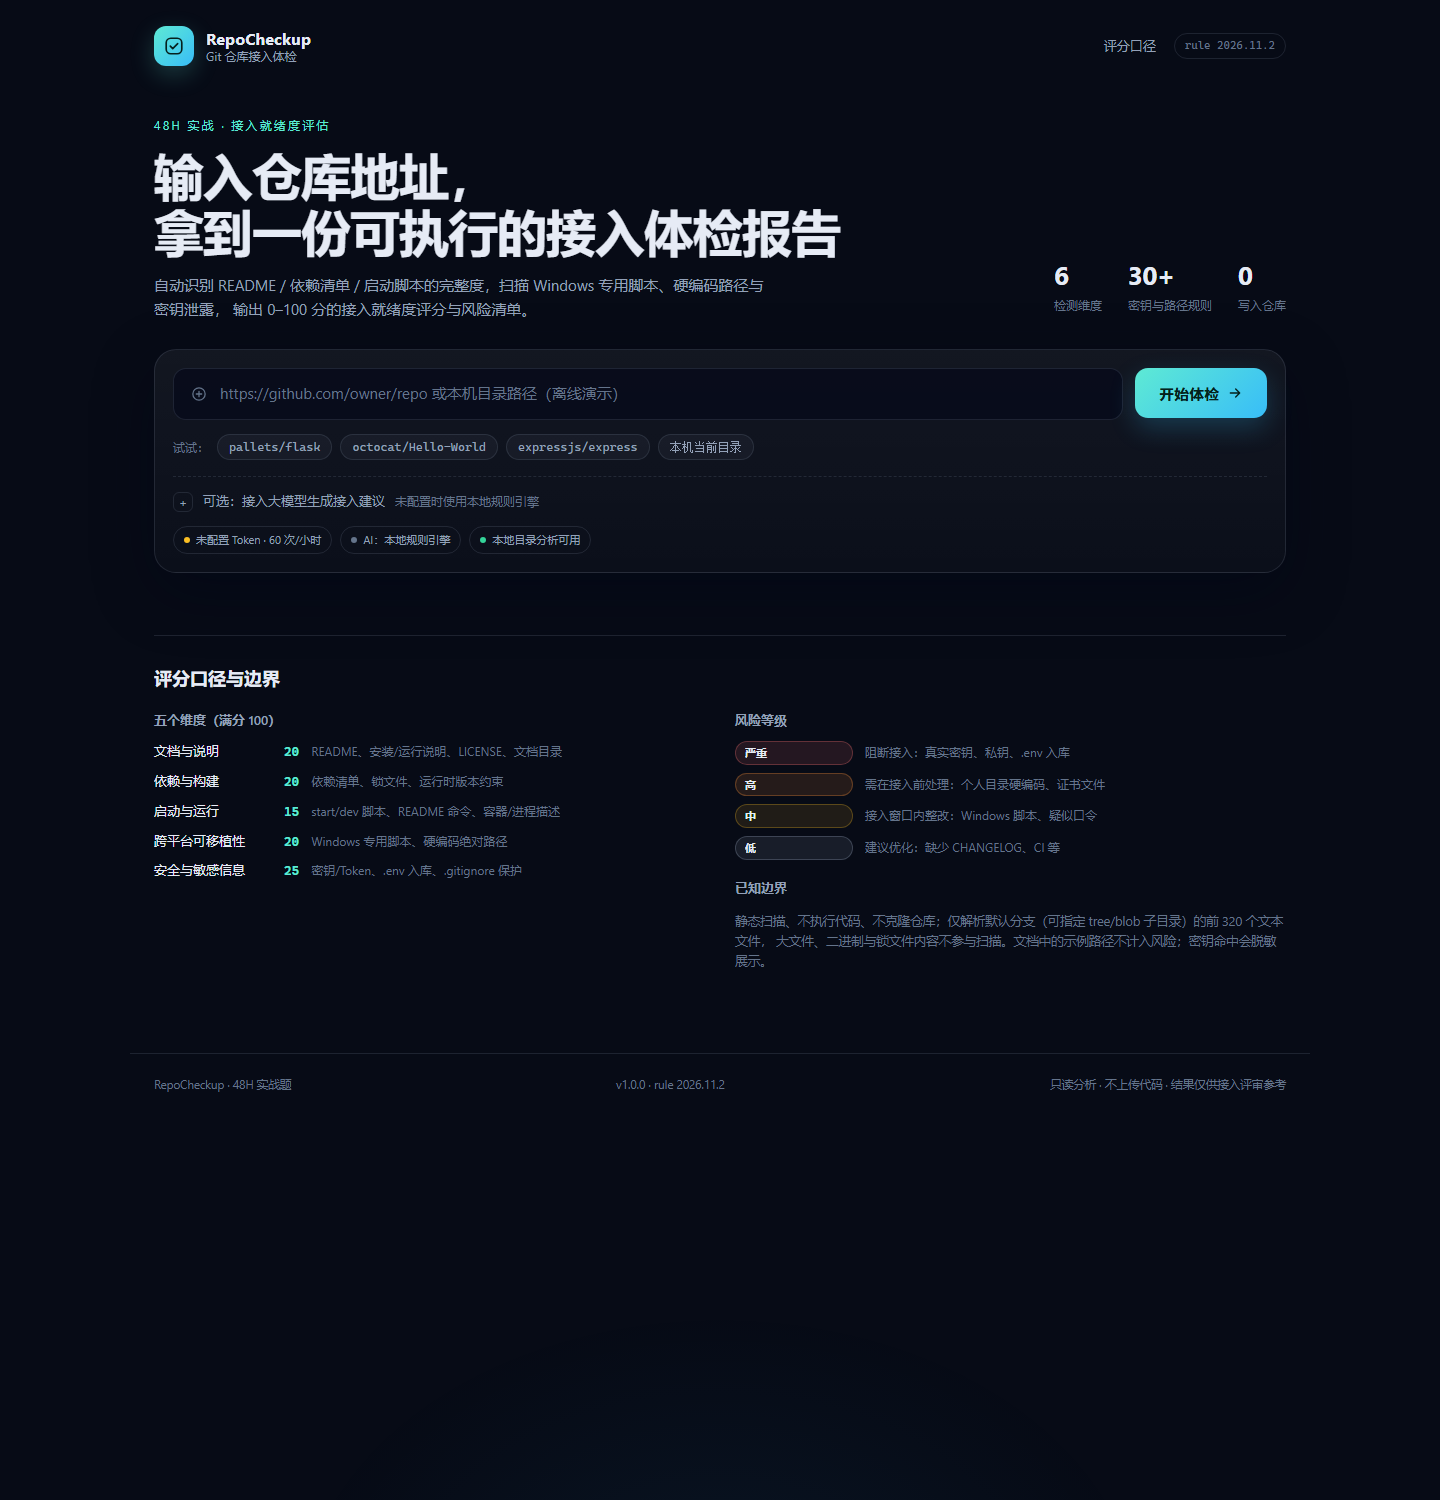 RepoCheckup
Git 仓库接入体检
评分口径
rule 2026.11.2
48H 实战 · 接入就绪度评估
输入仓库地址，
拿到一份可执行的接入体检报告
自动识别 README / 依赖清单 / 启动脚本的完整度，扫描 Windows 专用脚本、硬编码路径与
密钥泄露， 输出 0–100 分的接入就绪度评分与风险清单。
6
检测维度
30+
密钥与路径规则
0
写入仓库
https://github.com/owner/repo 或本机目录路径（离线演示）
开始体检 →
试试：
pallets/flask
octocat/Hello-World
expressjs/express
本机当前目录
+ 可选：接入大模型生成接入建议 未配置时使用本地规则引擎
未配置 Token · 60 次/小时
AI：本地规则引擎
本地目录分析可用
评分口径与边界
五个维度（满分 100）
文档与说明 20 README、安装/运行说明、LICENSE、文档目录
依赖与构建 20 依赖清单、锁文件、运行时版本约束
启动与运行 15 start/dev 脚本、README 命令、容器/进程描述
跨平台可移植性 20 Windows 专用脚本、硬编码绝对路径
安全与敏感信息 25 密钥/Token、.env 入库、.gitignore 保护
风险等级
严重 阻断接入：真实密钥、私钥、.env 入库
高 需在接入前处理：个人目录硬编码、证书文件
中 接入窗口内整改：Windows 脚本、疑似口令
低 建议优化：缺少 CHANGELOG、CI 等
已知边界
静态扫描、不执行代码、不克隆仓库；仅解析默认分支（可指定 tree/blob 子目录）的前 320 个文本
文件， 大文件、二进制与锁文件内容不参与扫描。文档中的示例路径不计入风险；密钥命中会脱敏
展示。
RepoCheckup · 48H 实战题
v1.0.0 · rule 2026.11.2
只读分析 · 不上传代码 · 结果仅供接入评审参考